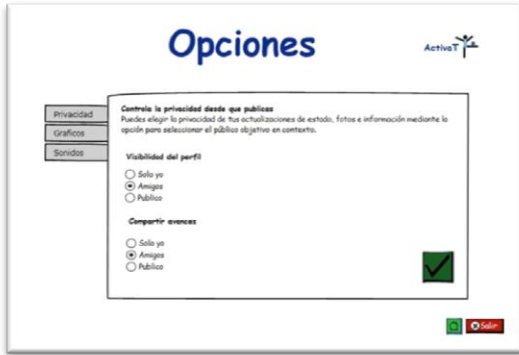 Opciones
ActivaT
Privacidad
Graficos
Sonidos
Controla la privacidad desde que publicas
Puedes elegir la privacidad de tus actualizaciones de estado, fotos e información mediante la
opción para seleccionar el público objetivo en contexto.
Visibilidad del perfil
Solo yo
Amigos
Publico
Compartir avances
Solo yo
Amigos
Publico
Salir